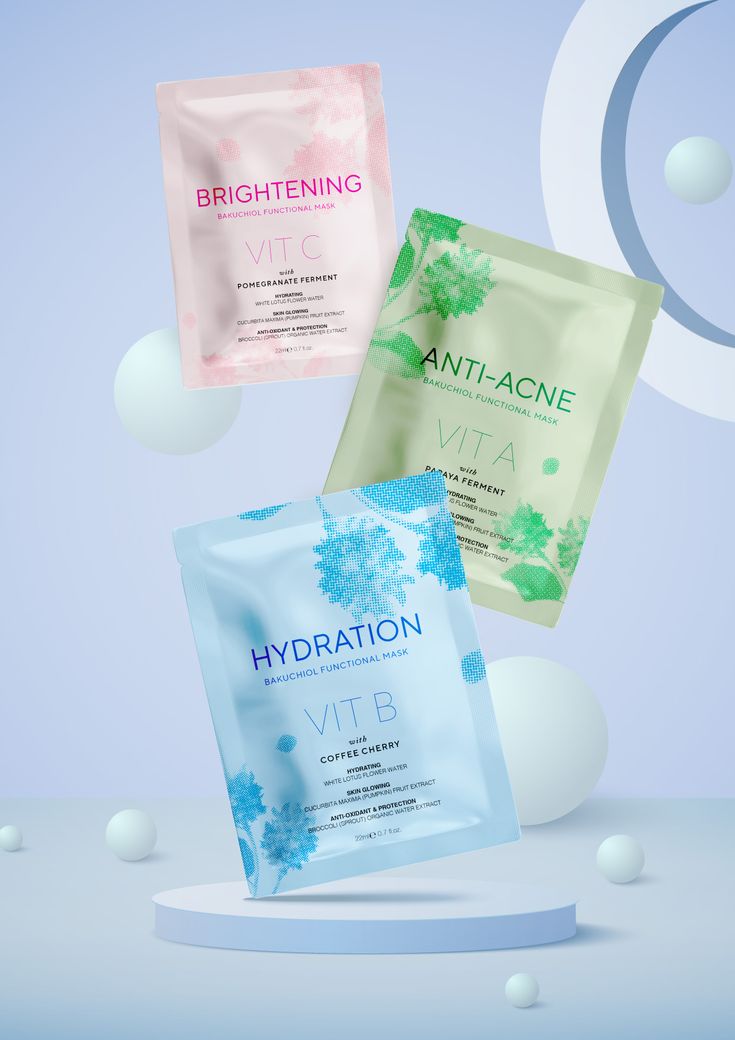 BRIGHTENING
BAKUCHIOL FUNCTIONAL MASK
VIT C
with
POMEGRANATE FERMENT
HYDRATING
WHITE LOTUS FLOWER WATER
SKIN GLOWING
CUCURBITA MAXIMA (PUMPKIN) FRUIT EXTRACT
ANTI-OXIDANT & PROTECTION
BROCCOLI (SPROUT) ORGANIC WATER EXTRACT
22ml℮ 0.7 fl oz.
ANTI-ACNE
BAKUCHIOL FUNCTIONAL MASK
VIT A
with
PAPAYA FERMENT
HYDRATING
FLOWER WATER
GLOWING
FRUIT EXTRACT
PROTECTION
WATER EXTRACT
HYDRATION
BAKUCHIOL FUNCTIONAL MASK
VIT B
with
COFFEE CHERRY
HYDRATING
WHITE LOTUS FLOWER WATER
SKIN GLOWING
CUCURBITA MAXIMA (PUMPKIN) FRUIT EXTRACT
ANTI-OXIDANT & PROTECTION
BROCCOLI (SPROUT) ORGANIC WATER EXTRACT
22ml℮ 0.7 fl oz.